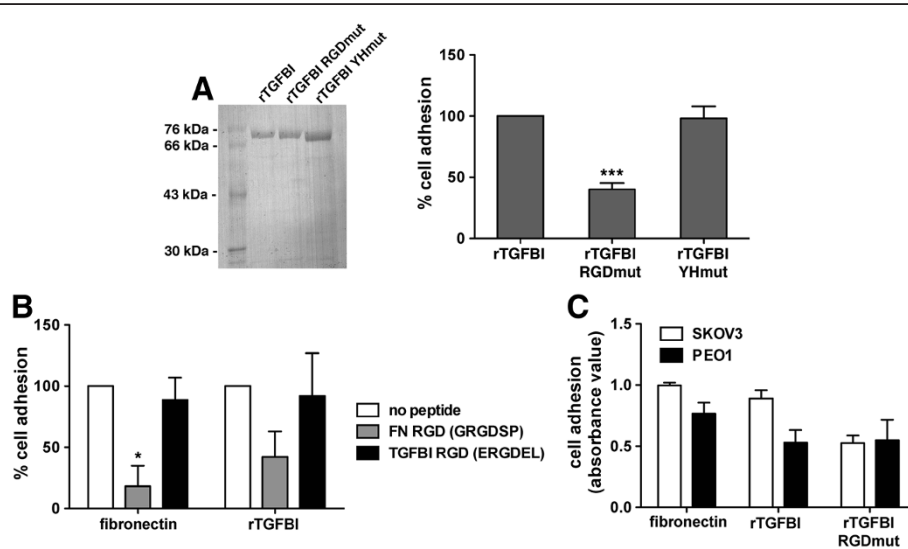 A
rTGFBI
rTGFBI RGDmut
rTGFBI YHmut
76 kDa -
66 kDa -
43 kDa -
30 kDa -
% cell adhesion
150
100
50
0
***
rTGFBI
rTGFBI
RGDmut
rTGFBI
YHmut
B
% cell adhesion
150
100
50
0
*
fibronectin
rTGFBI
no peptide
FN RGD (GRGDSP)
TGFBI RGD (ERGDEL)
C
cell adhesion
(absorbance value)
1.5
1.0
0.5
0.0
SKOV3
PEO1
fibronectin
rTGFBI
rTGFBI
RGDmut